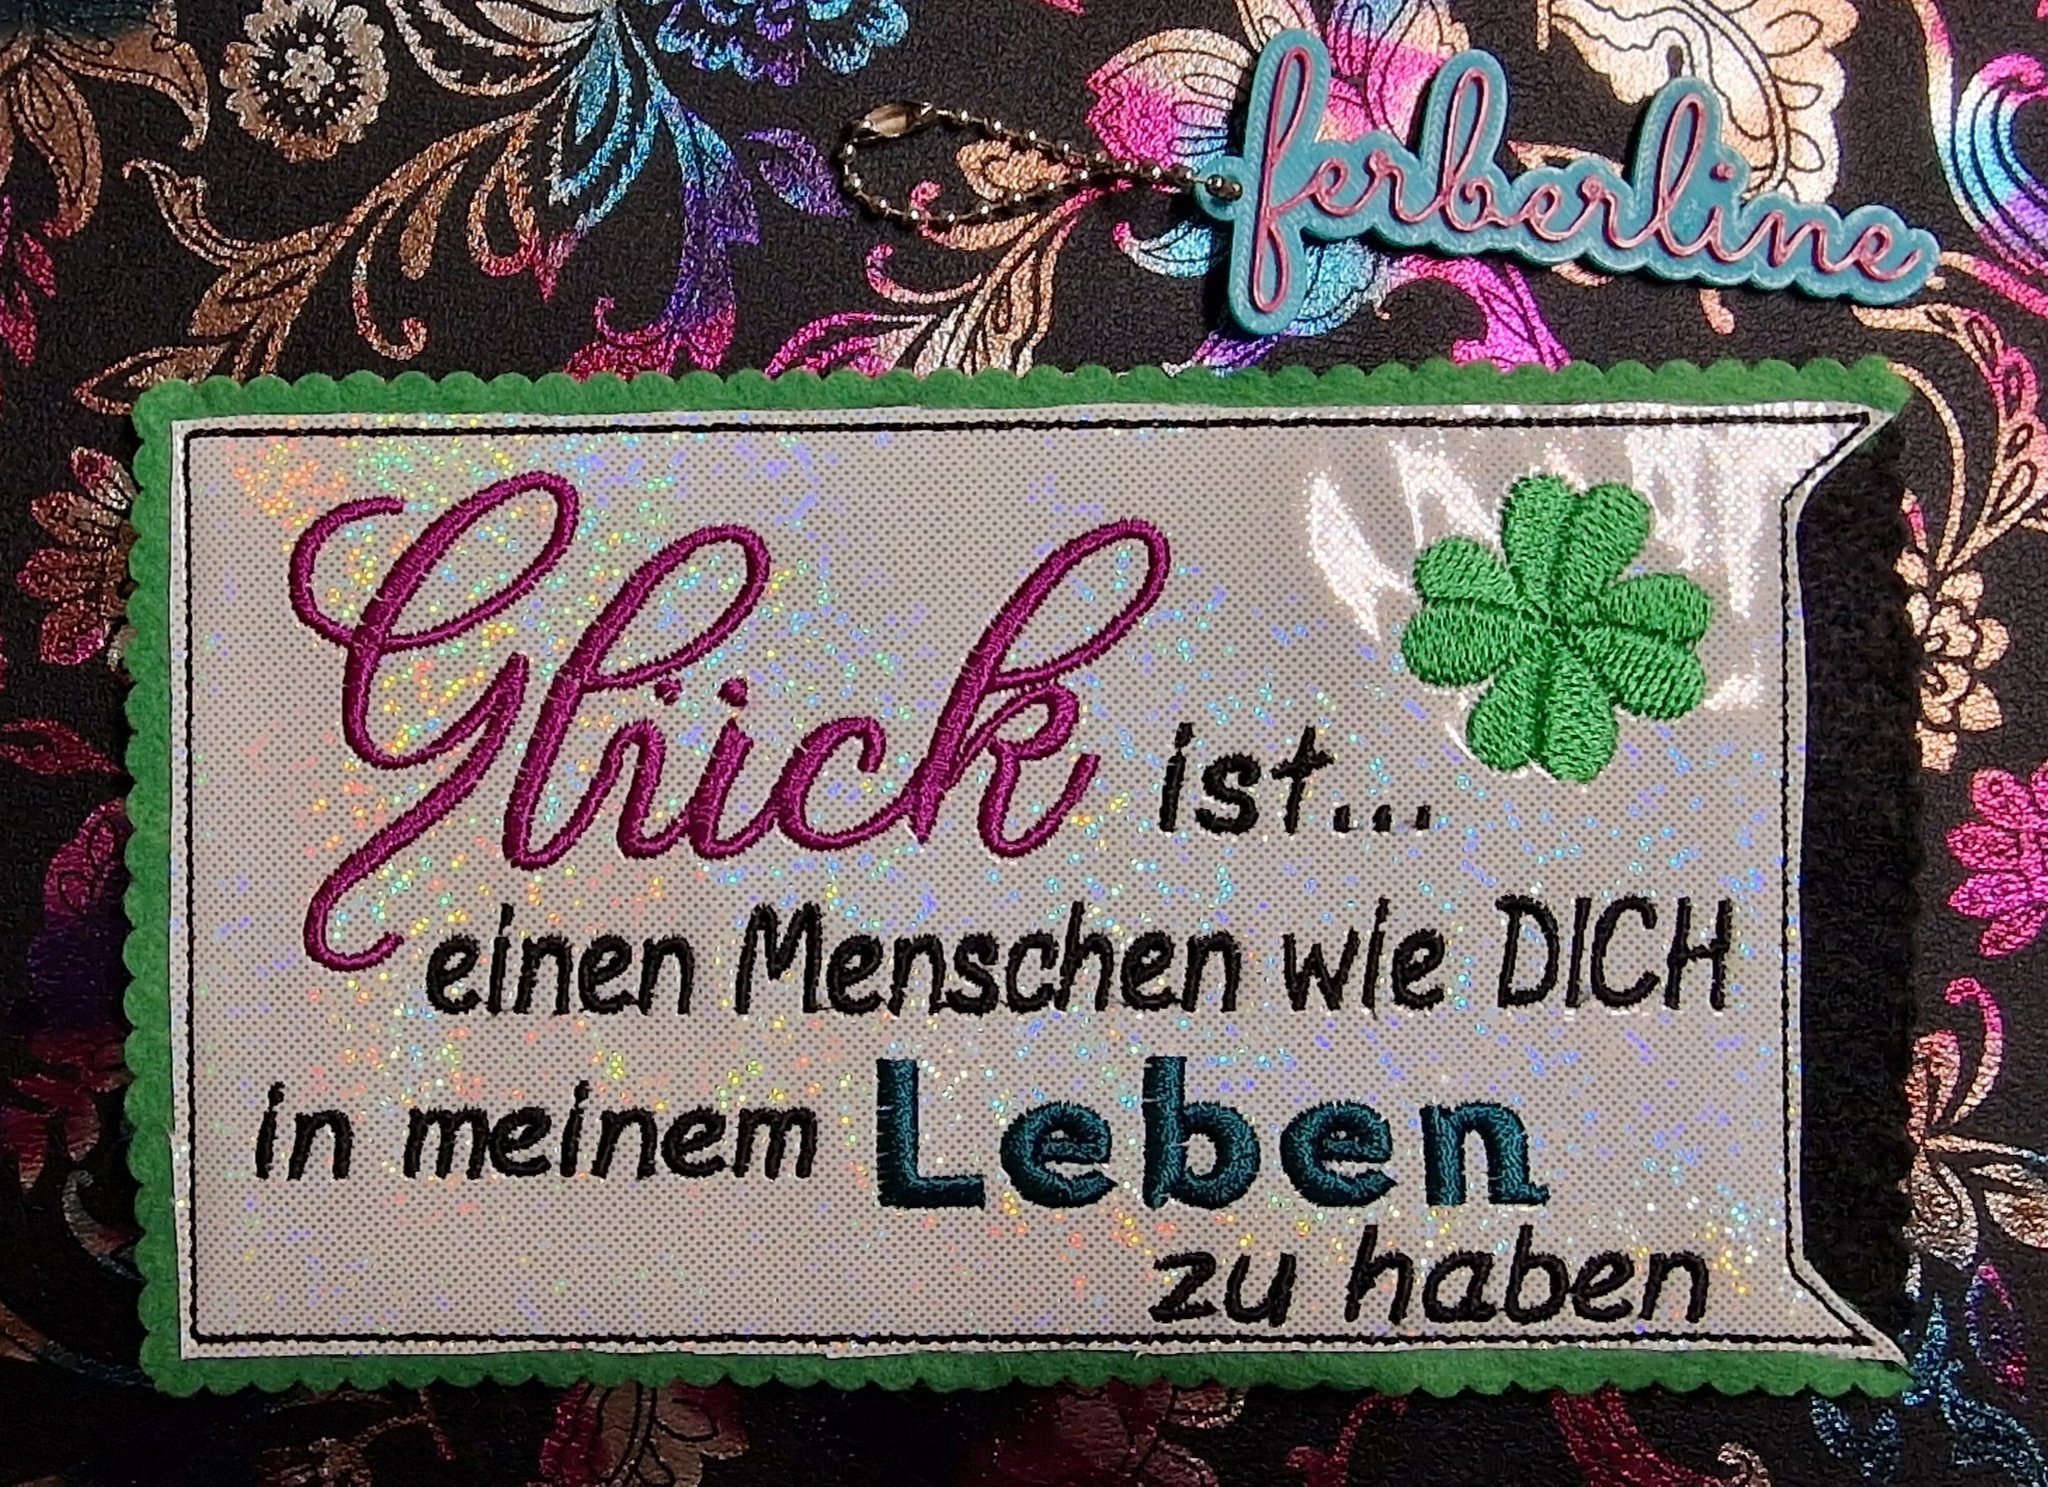 ferberline
Glück ist...
einen Menschen wie DICH
in meinem Leben
zu haben